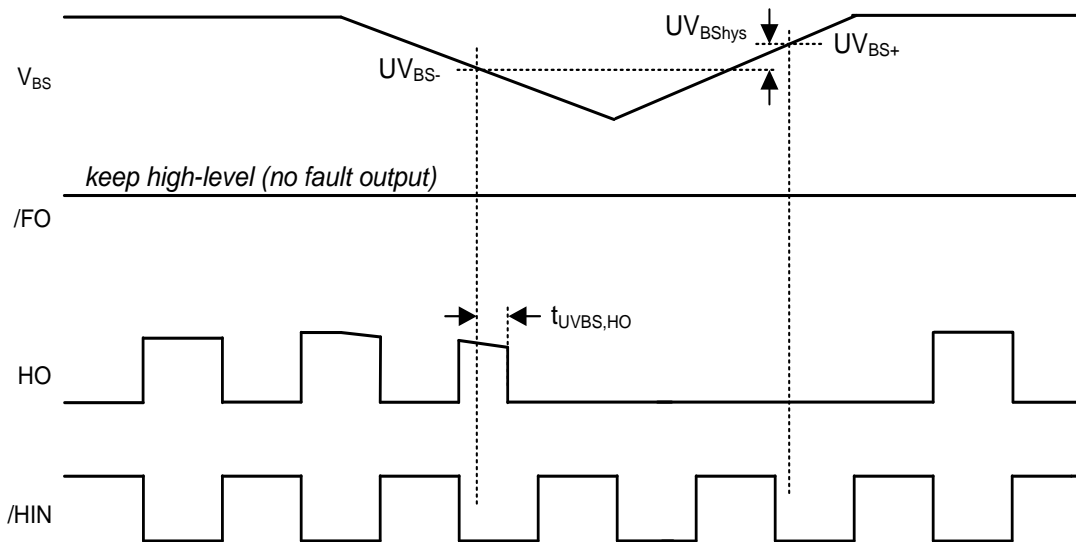 UVBShys
UVBS+
UVBS-
VBS
keep high-level (no fault output)
/FO
tUVBS,HO
HO
/HIN